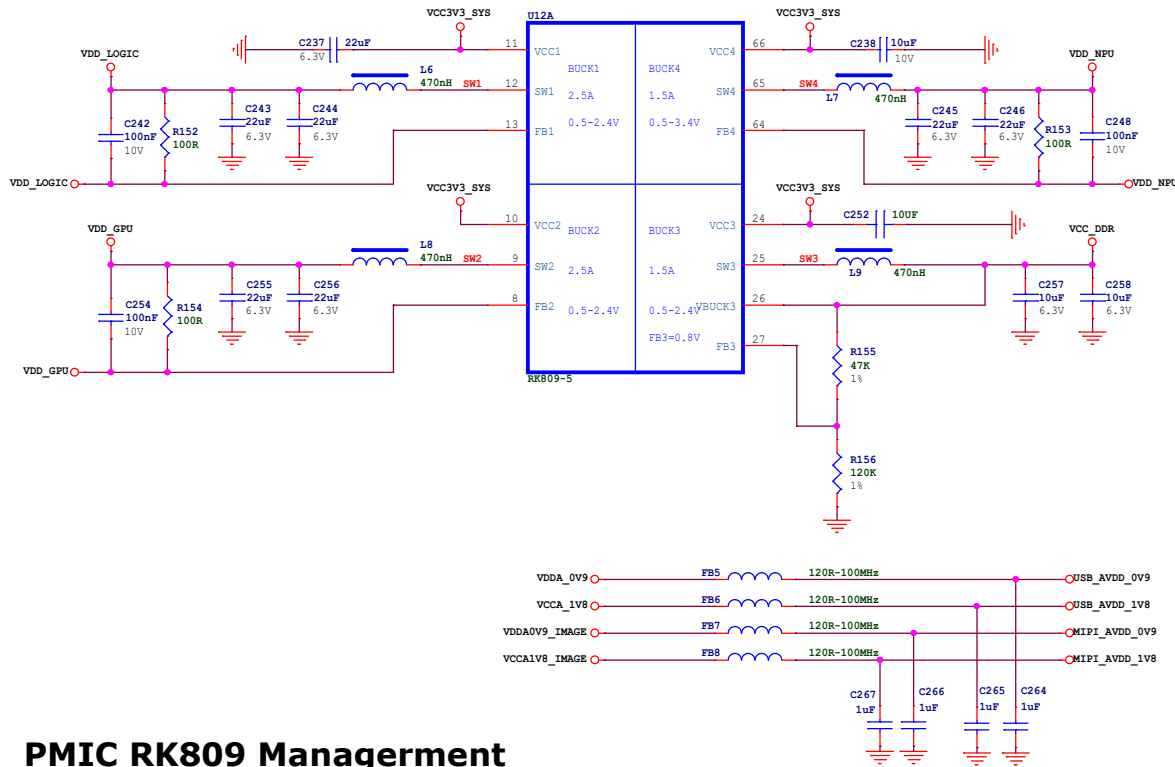 VCC3V3_SYS
U12A
VCC3V3_SYS
C237
22uF
6.3V
11
VCC1
VCC4
66
C238
10uF
10V
VDD_LOGIC
L6
470nH
SW1
12
SW1
BUCK1
2.5A
0.5-2.4V
BUCK4
1.5A
0.5-3.4V
SW4
65
SW4
L7
470nH
VDD_NPU
C242
100nF
10V
R152
100R
C243
22uF
6.3V
C244
22uF
6.3V
13
FB1
FB4
64
C245
22uF
6.3V
C246
22uF
6.3V
R153
100R
C248
100nF
10V
VDD_LOGIC
VDD_NPU
VCC3V3_SYS
VCC3V3_SYS
10
VCC2
VCC3
24
C252
10UF
VDD_GPU
L8
470nH
SW2
9
SW2
BUCK2
2.5A
0.5-2.4V
BUCK3
1.5A
0.5-2.4V
FB3=0.8V
SW3
25
SW3
L9
470nH
VCC_DDR
C254
100nF
10V
R154
100R
C255
22uF
6.3V
C256
22uF
6.3V
8
FB2
VBUCK3
26
C257
10uF
6.3V
C258
10uF
6.3V
FB3
27
VDD_GPU
RK809-5
R155
47K
1%
R156
120K
1%
VDDA_0V9
FB5
120R-100MHz
USB_AVDD_0V9
VCCA_1V8
FB6
120R-100MHz
USB_AVDD_1V8
VDDA0V9_IMAGE
FB7
120R-100MHz
MIPI_AVDD_0V9
VCCA1V8_IMAGE
FB8
120R-100MHz
MIPI_AVDD_1V8
C267
1uF
C266
1uF
C265
1uF
C264
1uF
PMIC RK809 Managerment